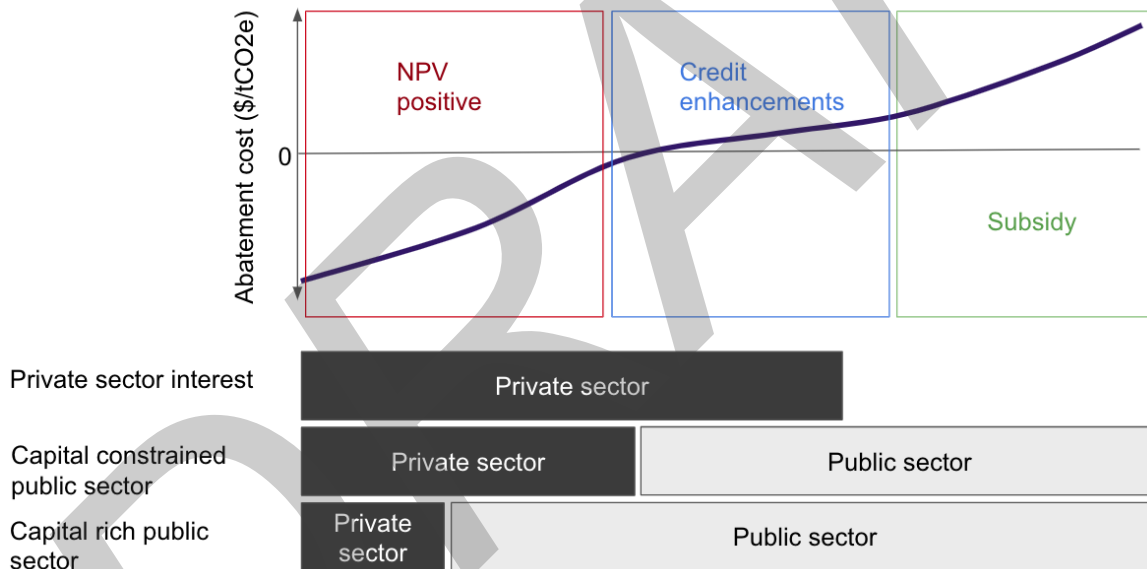 Abatement cost ($/tCO2e)
0
NPV
positive
Credit
enhancements
Subsidy
Private sector interest
Private sector
Capital constrained
public sector
Private sector
Public sector
Capital rich public
sector
Private
sector
Public sector
DRAF